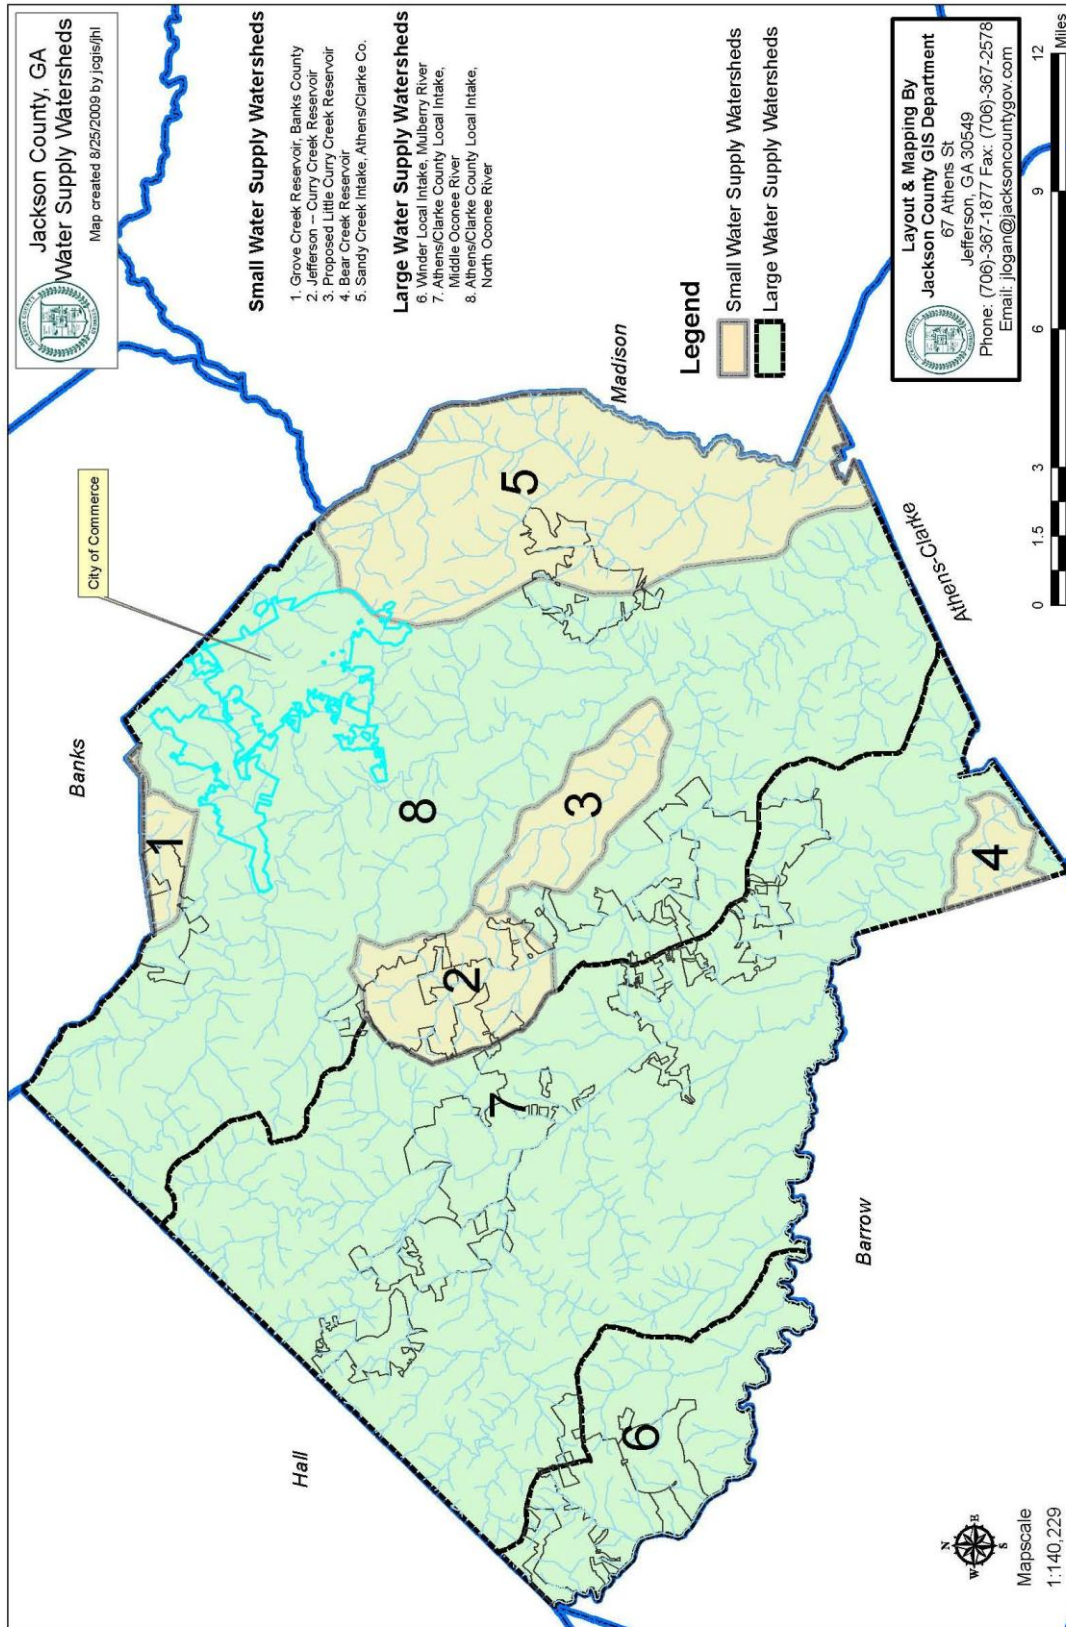 Jackson County, GA
Water Supply Watersheds
Map created 8/25/2009 by jcgis/jhl
City of Commerce
Small Water Supply Watersheds
1. Grove Creek Reservoir, Banks County
2. Jefferson -- Curry Creek Reservoir
3. Proposed Little Curry Creek Reservoir
4. Bear Creek Reservoir
5. Sandy Creek Intake, Athens/Clarke Co.
Large Water Supply Watersheds
6. Winder Local Intake, Mulberry River
7. Athens/Clarke County Local Intake,
Middle Oconee River
8. Athens/Clarke County Local Intake,
North Oconee River
Banks
Hall
Madison
Barrow
Athens-Clarke
1
2
3
4
5
6
7
8
Legend
Small Water Supply Watersheds
Large Water Supply Watersheds
Layout & Mapping By
Jackson County GIS Department
67 Athens St
Jefferson, GA 30549
Phone: (706)-367-1877 Fax: (706)-367-2578
Email: jlogan@jacksoncountygov.com
N
W E
S
Mapscale
1:140,229
0 1.5 3 6 9 12
Miles